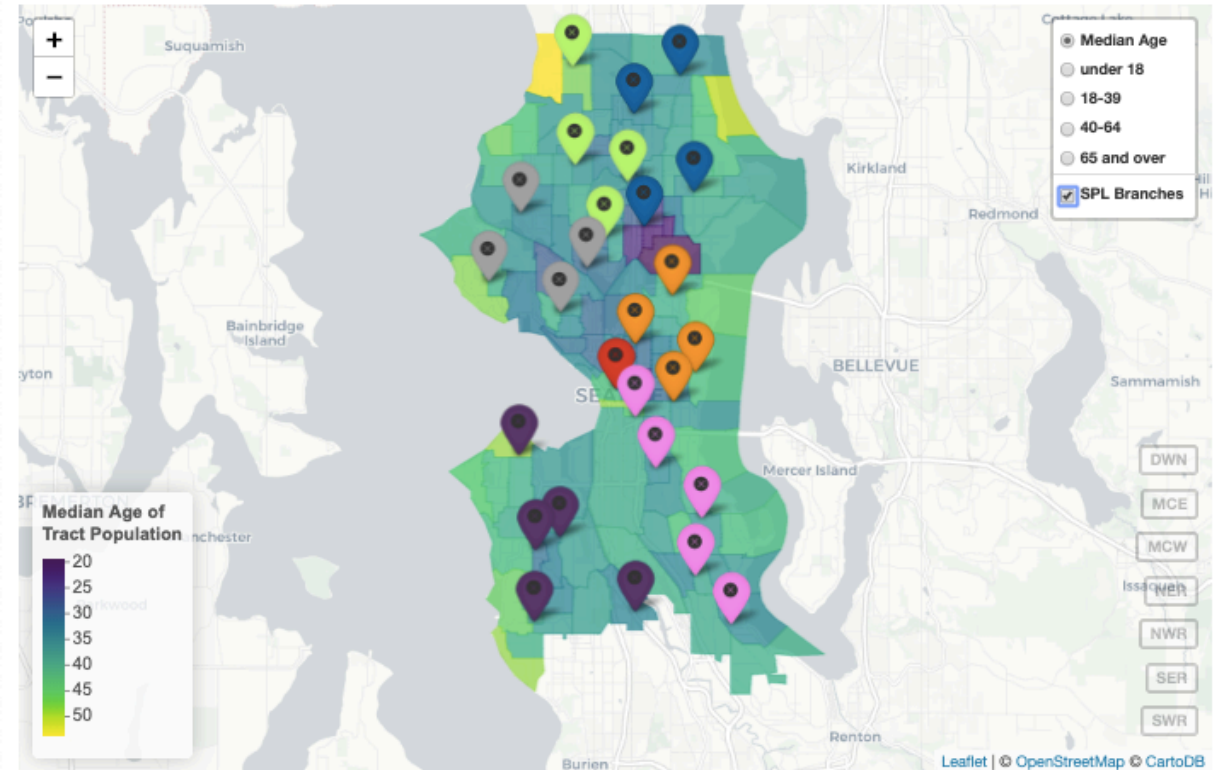 +
−
Suquamish
Cottage Lake
Median Age
under 18
18-39
40-64
65 and over
SPL Branches
Kirkland
Redmond
Bainbridge
Island
BELLEVUE
Sammamish
Mercer Island
DWN
MCE
MCW
NER
NWR
SER
SWR
BREMERTON
Median Age of
Tract Population
20
25
30
35
40
45
50
Renton
Burien
Leaflet | © OpenStreetMap © CartoDB